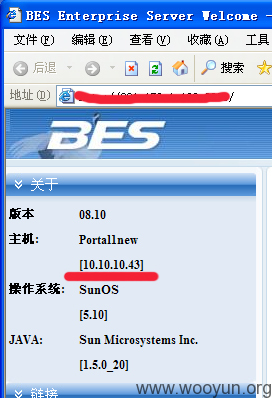 BES Enterprise Server Welcome -
文件(F) 编辑(E) 查看(V) 收藏(A) 工具
后退 搜索
地址(D)
BES
关于
版本 08.10
主机: Portal1new
[10.10.10.43]
操作系统: SunOS
[5.10]
JAVA: Sun Microsystems Inc.
[1.5.0_20]
链接
www.wooyun.org